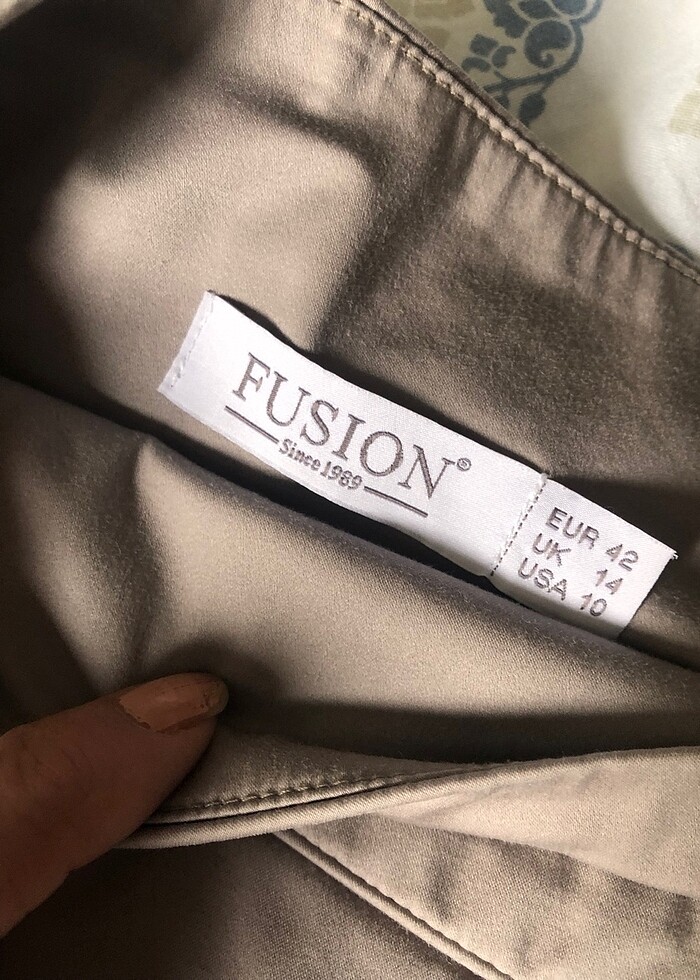 FUSION®
Since 1989
EUR 42
UK 14
USA 10